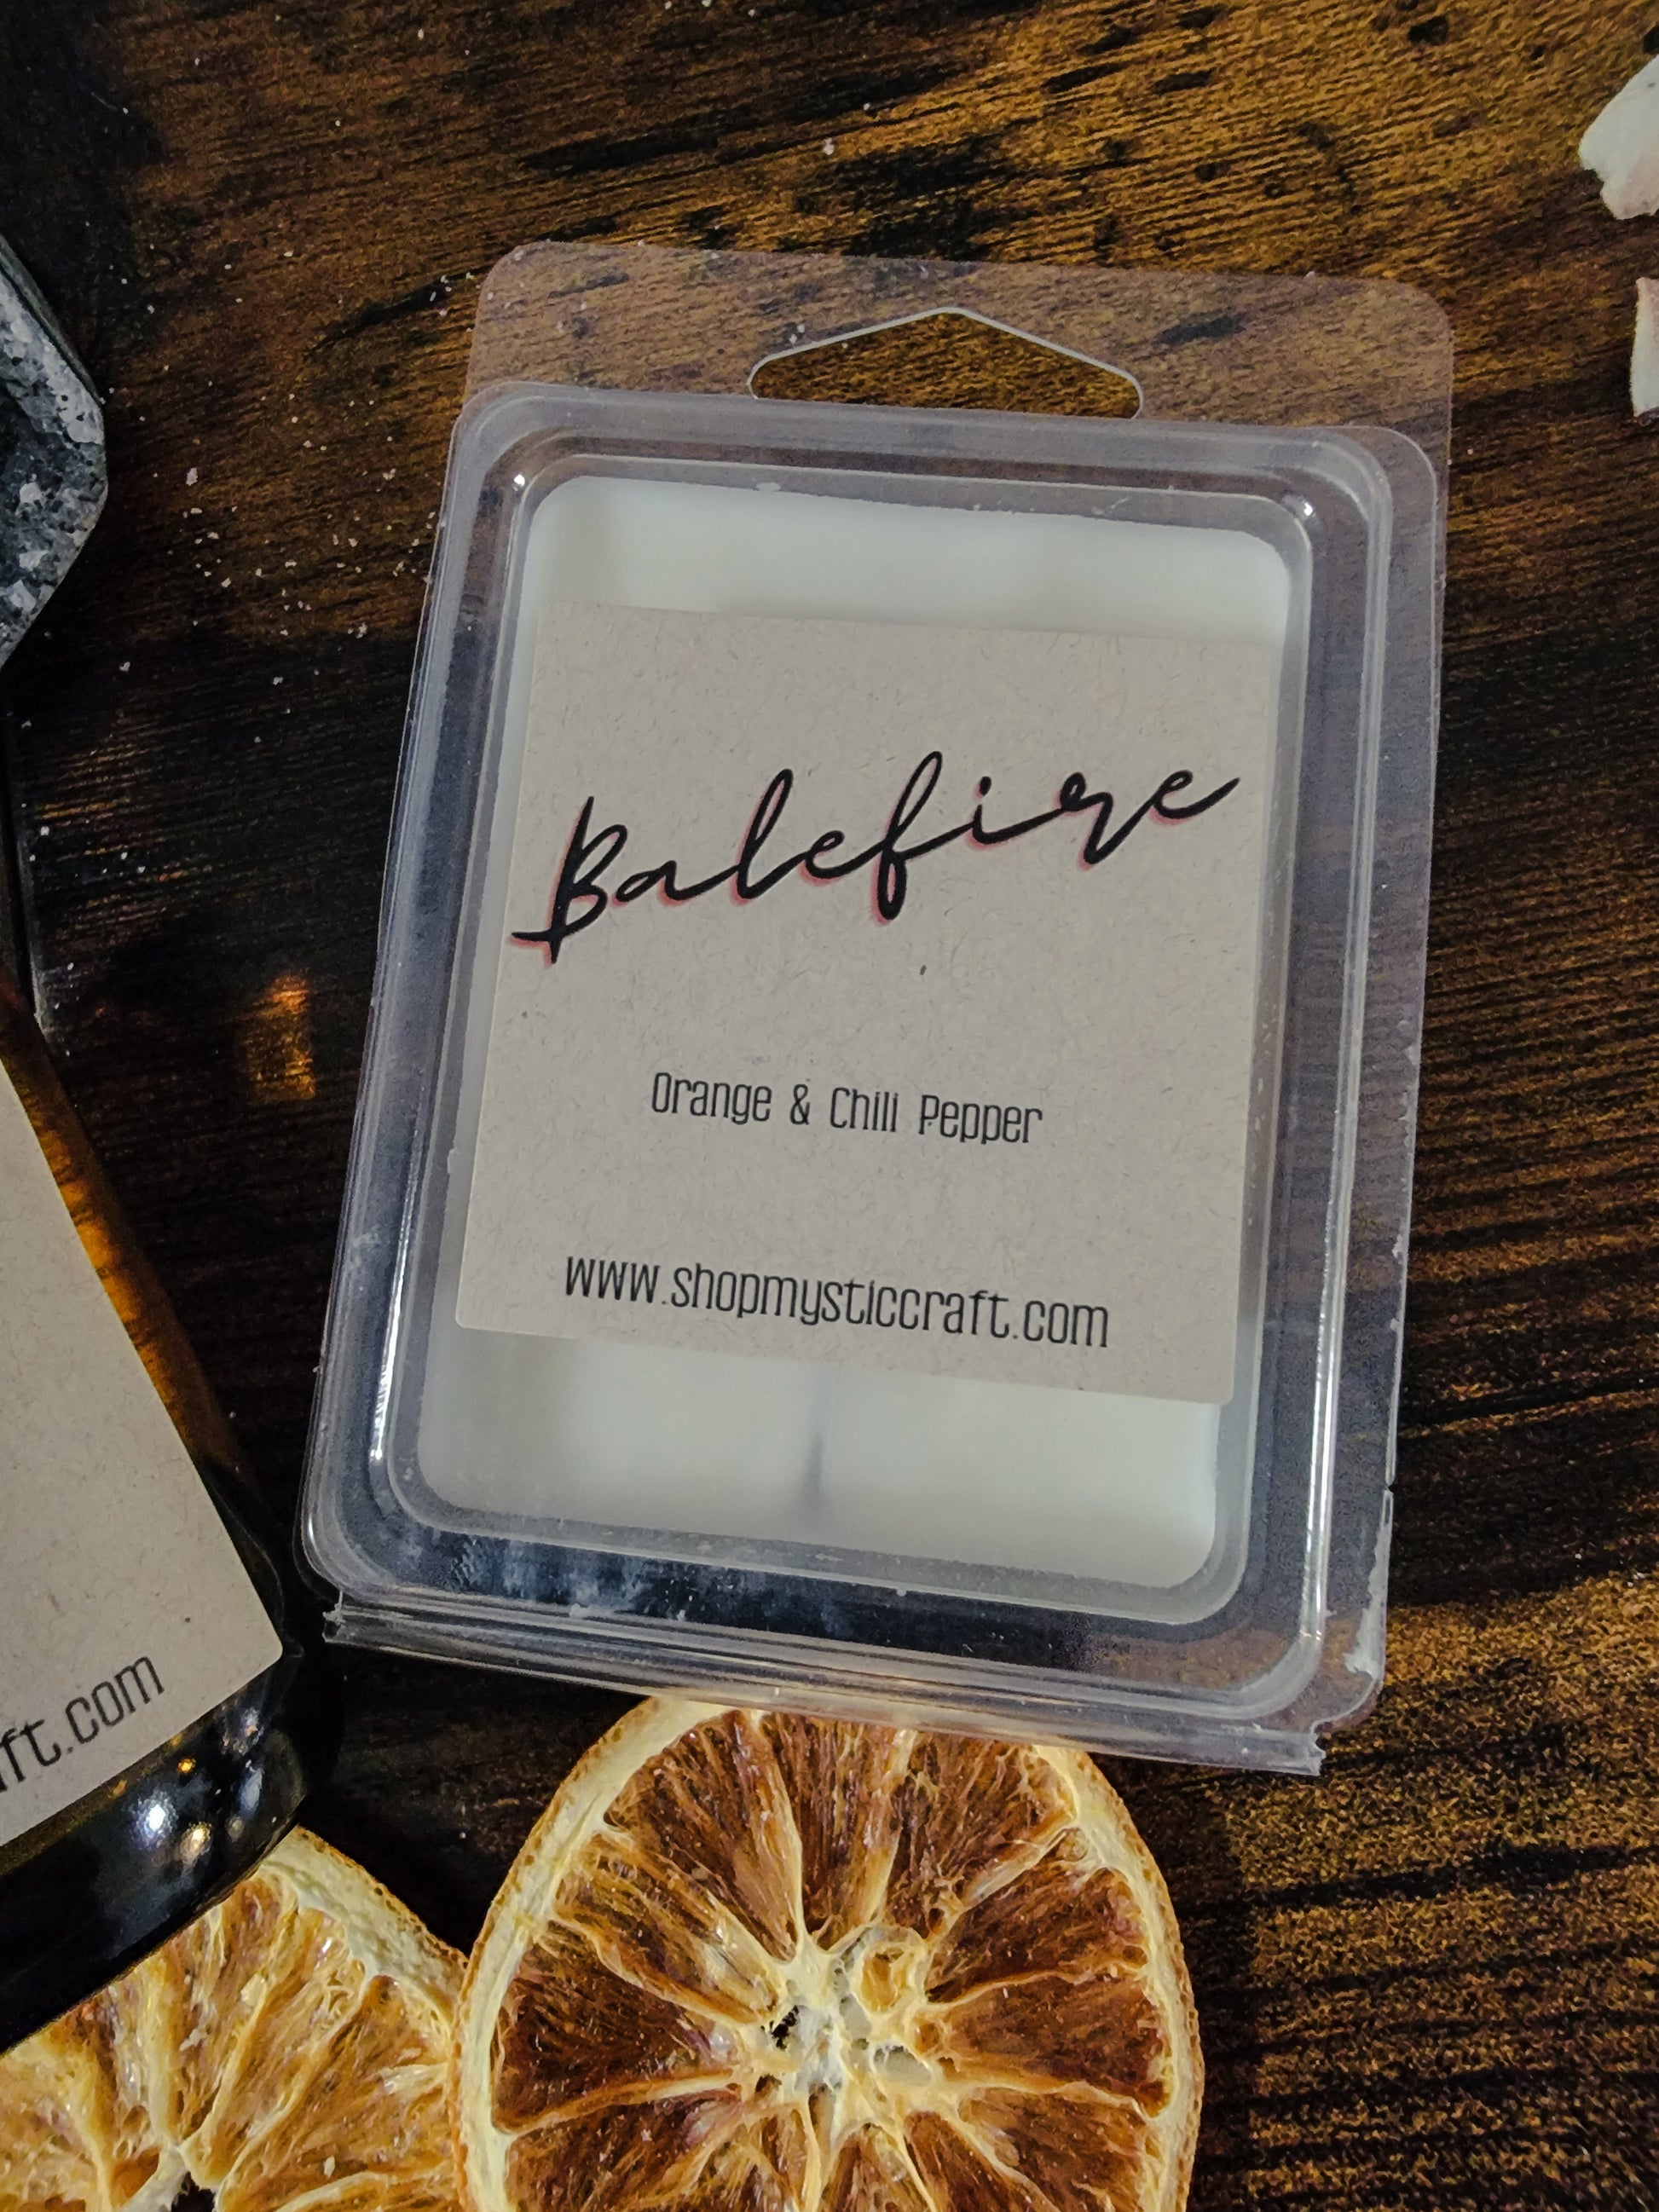 Balefire
Orange & Chili Pepper
www.shopmysticcraft.com
ft.com